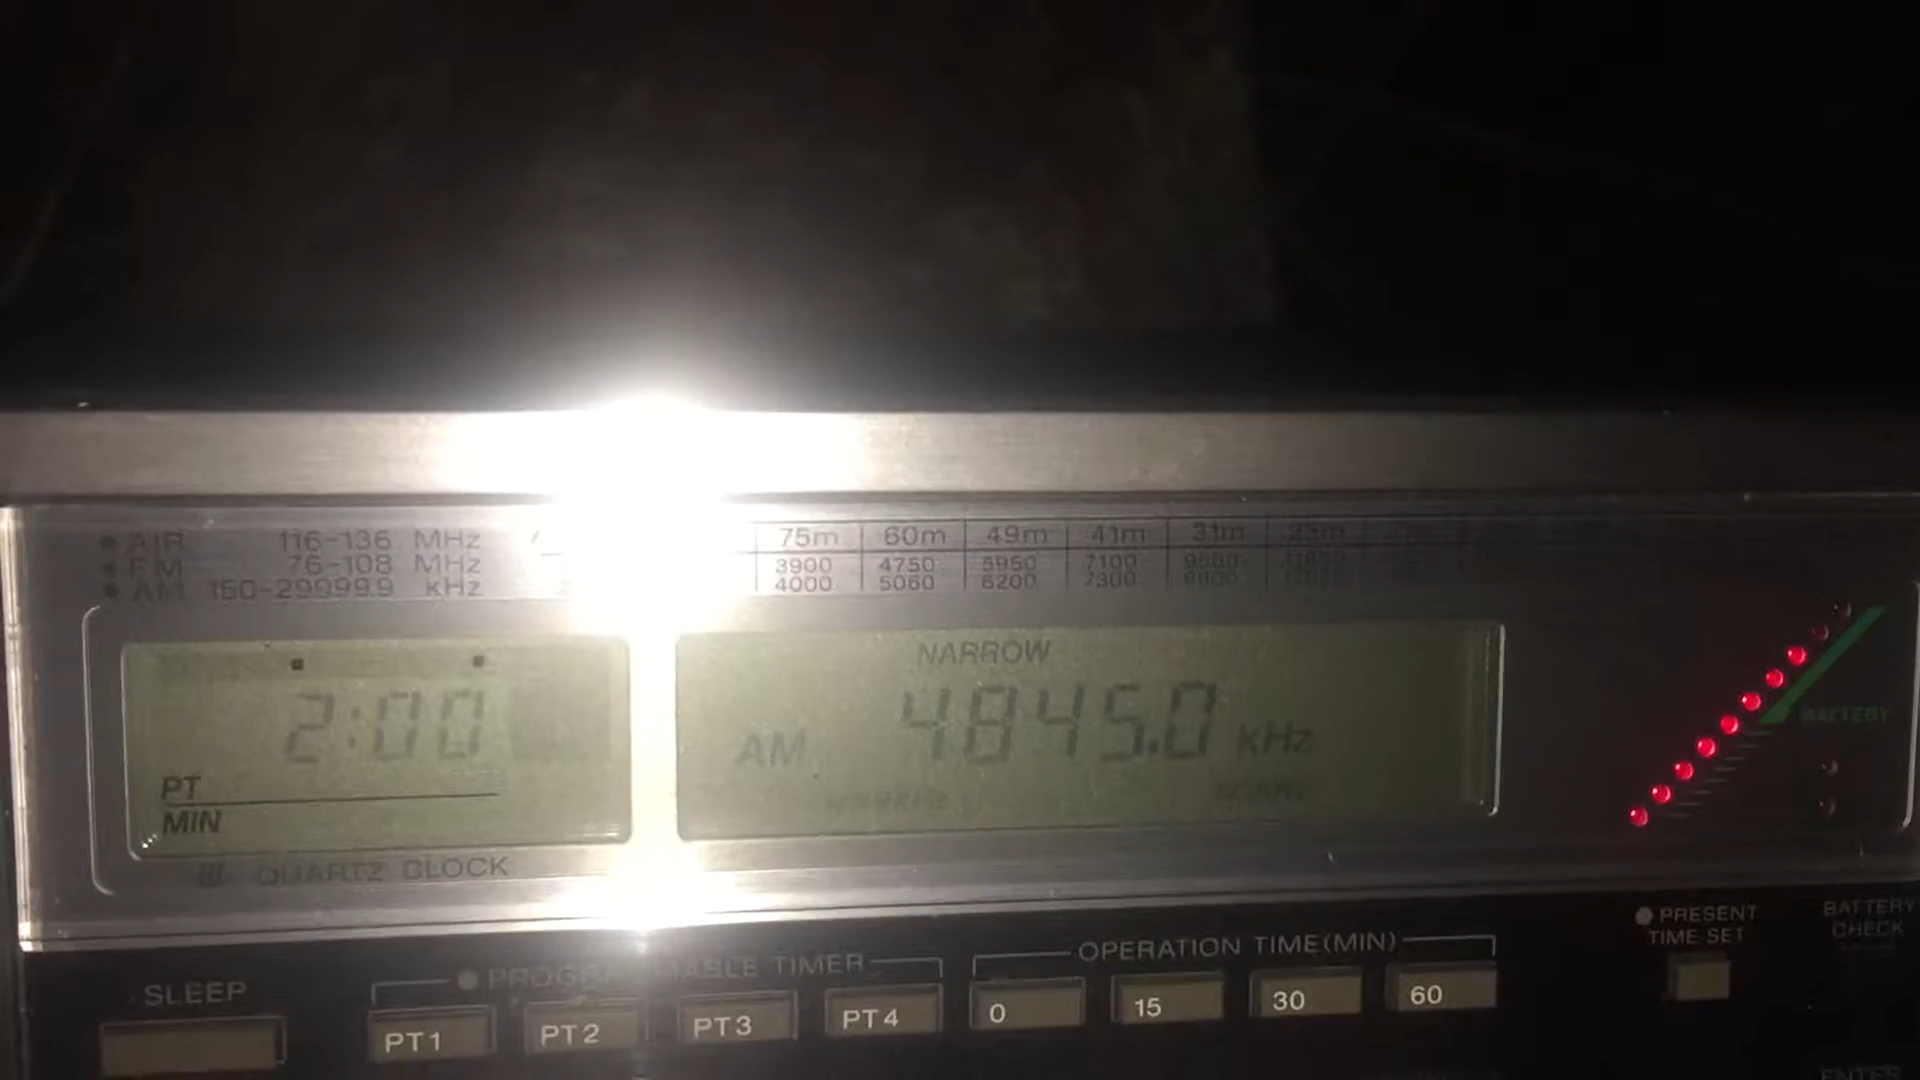 AIR 116-136 MHz
FM 76-108 MHz
AM 150-29999.9 kHz
75m 60m 49m 41m 31m 25m
3900 4750 5950 7100 9500
4000 5060 6200 7300 9900
NARROW
2:00
AM 4845.0 kHz
PT
MIN
QUARTZ CLOCK
BATTERY
SLEEP
TIMER
PT1 PT2 PT3 PT4
OPERATION TIME(MIN)
0 15 30 60
PRESENT
TIME SET
BATTERY
CHECK
ENTER